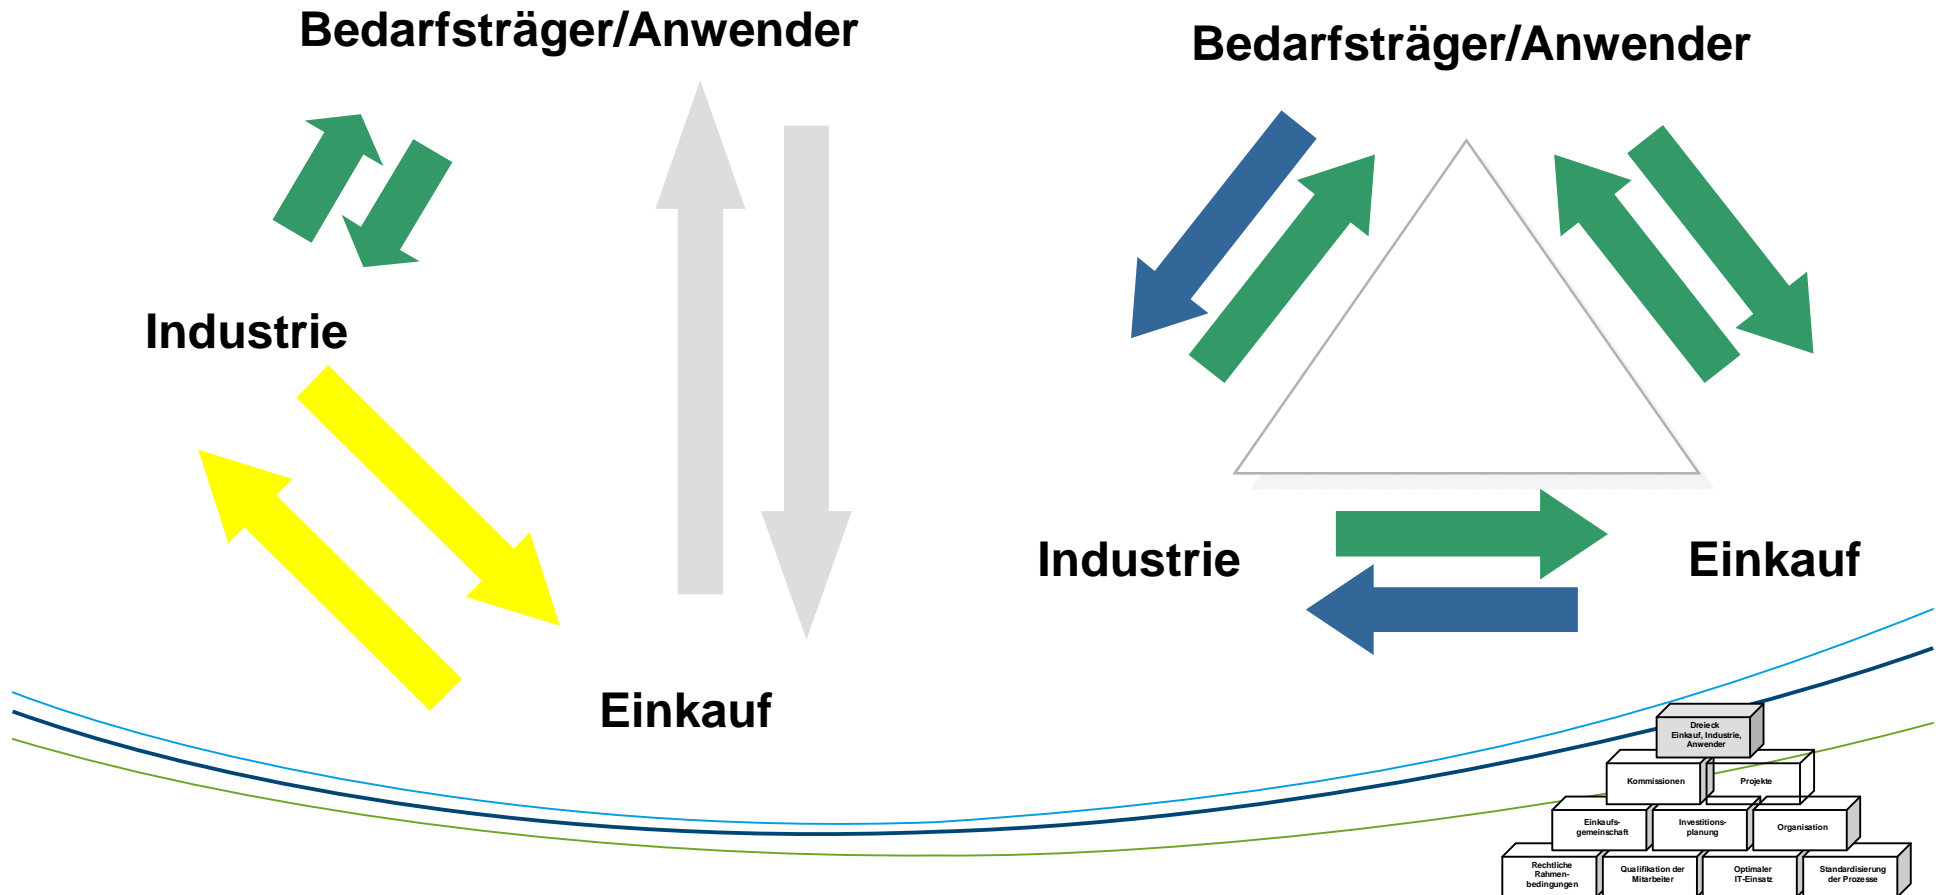 Bedarfsträger/Anwender
Industrie
Einkauf
Bedarfsträger/Anwender
Industrie
Einkauf
Dreieck
Einkauf, Industrie,
Anwender
Kommissionen
Projekte
Einkaufs-
gemeinschaft
Investitions-
planung
Organisation
Rechtliche
Rahmen-
bedingungen
Qualifikation der
Mitarbeiter
Optimaler
IT-Einsatz
Standardisierung
der Prozesse